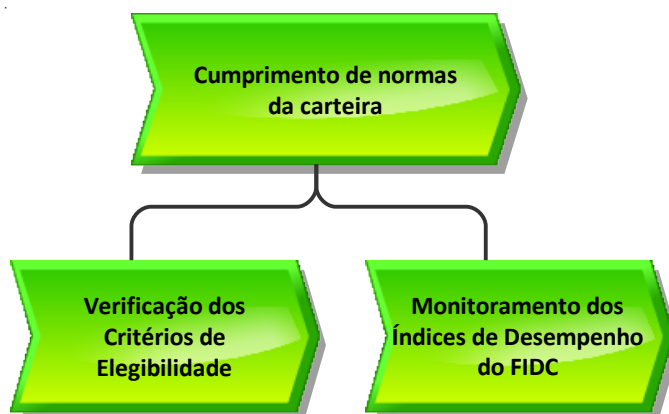 Cumprimento de normas
da carteira
Verificação dos
Critérios de
Elegibilidade
Monitoramento dos
Índices de Desempenho
do FIDC